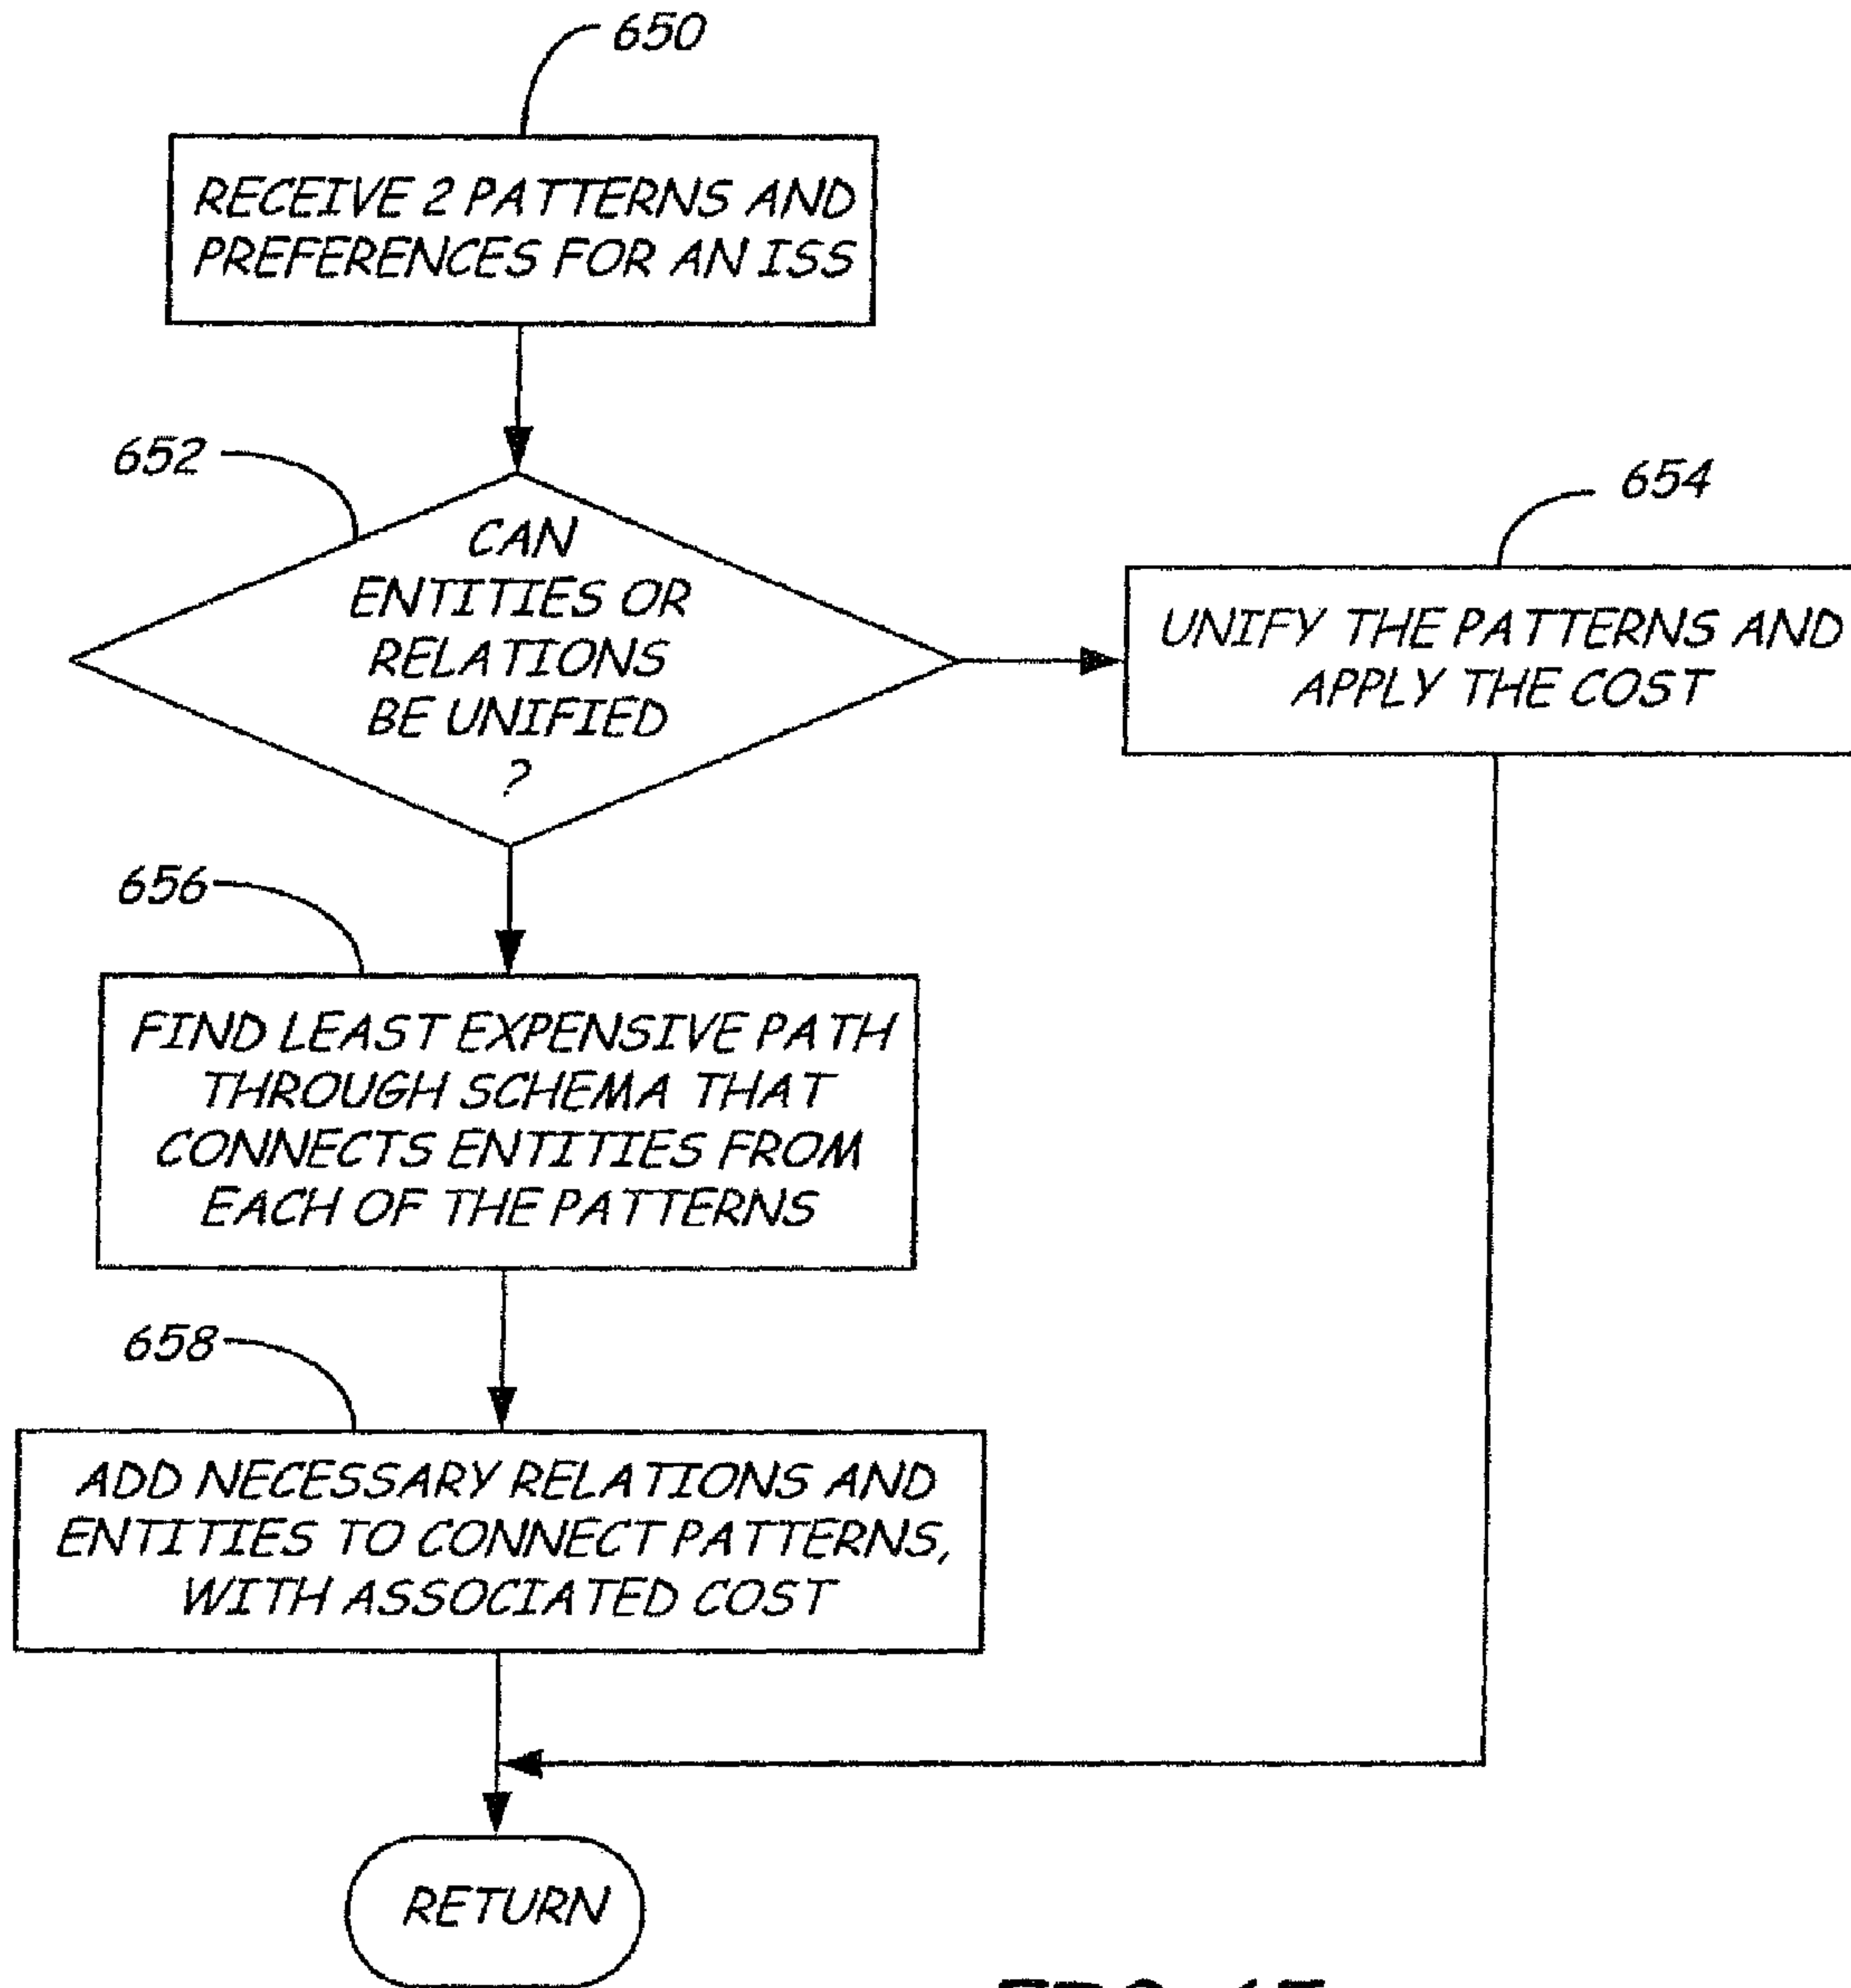 650
RECEIVE 2 PATTERNS AND
PREFERENCES FOR AN ISS
652
CAN
ENTITIES OR
RELATIONS
BE UNIFIED
?
654
UNIFY THE PATTERNS AND
APPLY THE COST
656
FIND LEAST EXPENSIVE PATH
THROUGH SCHEMA THAT
CONNECTS ENTITIES FROM
EACH OF THE PATTERNS
658
ADD NECESSARY RELATIONS AND
ENTITIES TO CONNECT PATTERNS,
WITH ASSOCIATED COST
RETURN